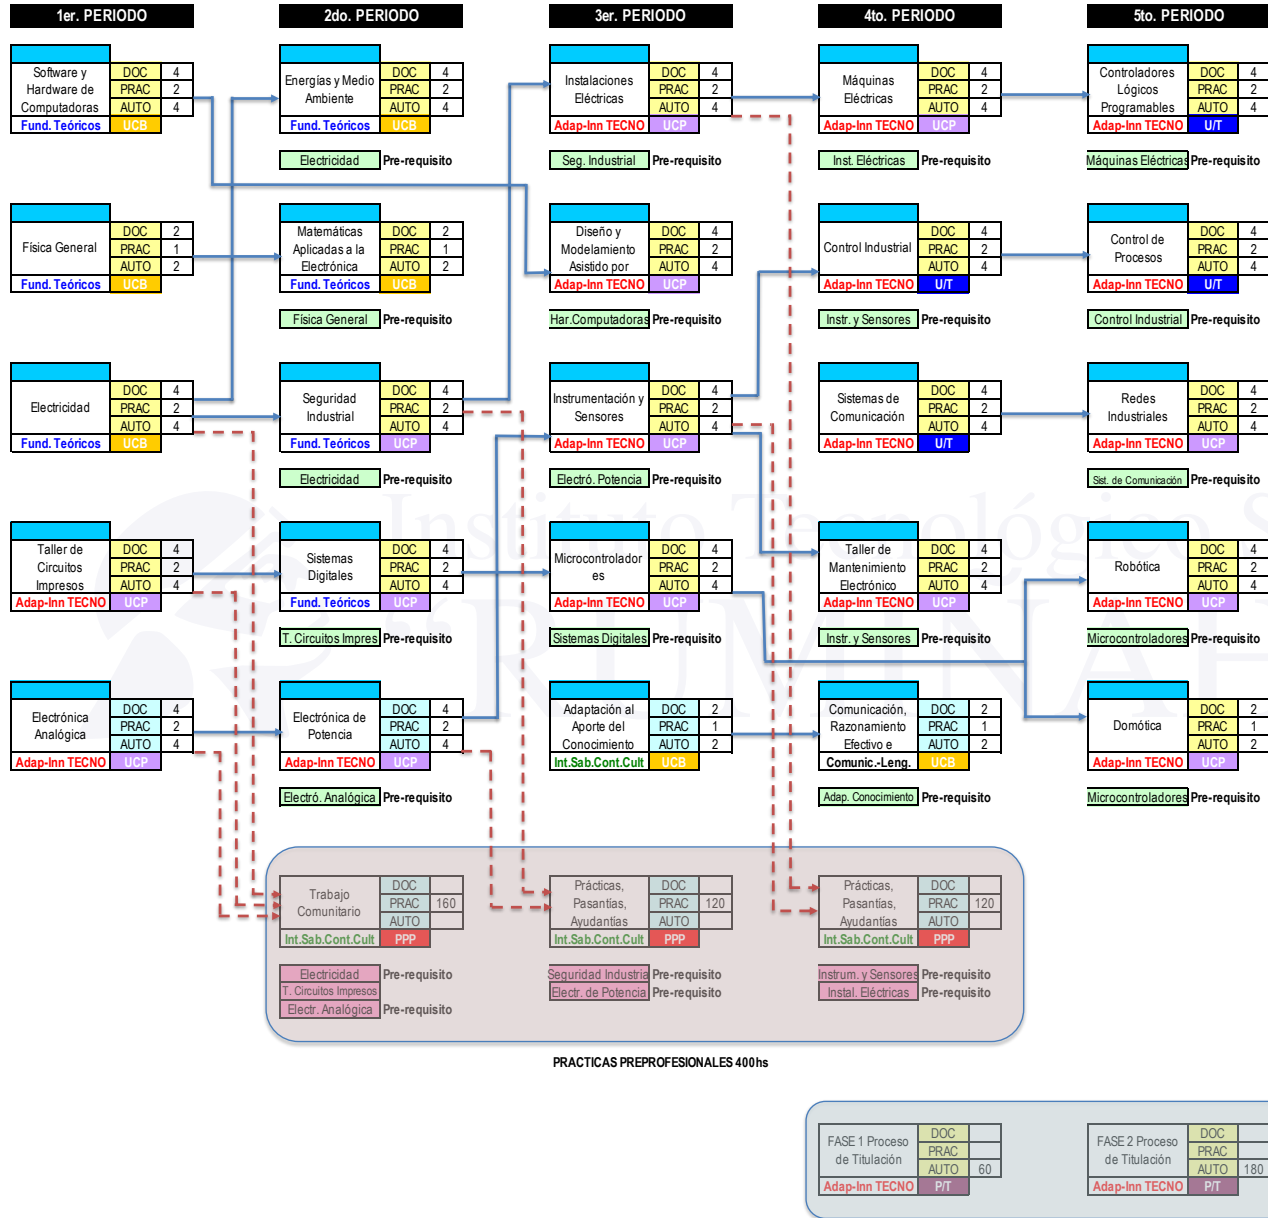 1er. PERIODO
2do. PERIODO
3er. PERIODO
4to. PERIODO
5to. PERIODO
Software y
Hardware de
Computadoras
DOC 4
PRAC 2
AUTO 4
Fund. Teóricos UCB
Energías y Medio
Ambiente
DOC 4
PRAC 2
AUTO 4
Fund. Teóricos UCB
Electricidad Pre-requisito
Instalaciones
Eléctricas
DOC 4
PRAC 2
AUTO 4
Adap-Inn TECNO UCP
Seg. Industrial Pre-requisito
Máquinas
Eléctricas
DOC 4
PRAC 2
AUTO 4
Adap-Inn TECNO UCP
Inst. Eléctricas Pre-requisito
Controladores
Lógicos
Programables
DOC 4
PRAC 2
AUTO 4
Adap-Inn TECNO U/T
Máquinas Eléctricas Pre-requisito
Física General
DOC 2
PRAC 1
AUTO 2
Fund. Teóricos UCB
Matemáticas
Aplicadas a la
Electrónica
DOC 2
PRAC 1
AUTO 2
Fund. Teóricos UCB
Física General Pre-requisito
Diseño y
Modelamiento
Asistido por
DOC 4
PRAC 2
AUTO 4
Adap-Inn TECNO UCP
Har.Computadoras Pre-requisito
Control Industrial
DOC 4
PRAC 2
AUTO 4
Adap-Inn TECNO U/T
Instr. y Sensores Pre-requisito
Control de
Procesos
DOC 4
PRAC 2
AUTO 4
Adap-Inn TECNO U/T
Control Industrial Pre-requisito
Electricidad
DOC 4
PRAC 2
AUTO 4
Fund. Teóricos UCB
Seguridad
Industrial
DOC 4
PRAC 2
AUTO 4
Fund. Teóricos UCP
Electricidad Pre-requisito
Instrumentación y
Sensores
DOC 4
PRAC 2
AUTO 4
Adap-Inn TECNO UCP
Electró. Potencia Pre-requisito
Sistemas de
Comunicación
DOC 4
PRAC 2
AUTO 4
Adap-Inn TECNO U/T
Redes
Industriales
DOC 4
PRAC 2
AUTO 4
Adap-Inn TECNO UCP
Sist. de Comunicación Pre-requisito
Instituto Tecnológico S
"RUMIÑAH
Taller de
Circuitos
Impresos
DOC 4
PRAC 2
AUTO 4
Adap-Inn TECNO UCP
Sistemas
Digitales
DOC 4
PRAC 2
AUTO 4
Fund. Teóricos UCP
T. Circuitos Impres Pre-requisito
Microcontrolador
es
DOC 4
PRAC 2
AUTO 4
Adap-Inn TECNO UCP
Sistemas Digitales Pre-requisito
Taller de
Mantenimiento
Electrónico
DOC 4
PRAC 2
AUTO 4
Adap-Inn TECNO UCP
Instr. y Sensores Pre-requisito
Robótica
DOC 4
PRAC 2
AUTO 4
Adap-Inn TECNO UCP
Microcontroladores Pre-requisito
Electrónica
Analógica
DOC 4
PRAC 2
AUTO 4
Adap-Inn TECNO UCP
Electrónica de
Potencia
DOC 4
PRAC 2
AUTO 4
Adap-Inn TECNO UCP
Electró. Analógica Pre-requisito
Adaptación al
Aporte del
Conocimiento
DOC 2
PRAC 1
AUTO 2
Int.Sab.Cont.Cult UCB
Comunicación,
Razonamiento
Efectivo e
DOC 2
PRAC 1
AUTO 2
Comunic.-Leng. UCB
Adap. Conocimiento Pre-requisito
Domótica
DOC 2
PRAC 1
AUTO 2
Adap-Inn TECNO UCP
Microcontroladores Pre-requisito
Trabajo
Comunitario
DOC
PRAC 160
AUTO
Int.Sab.Cont.Cult PPP
Electricidad Pre-requisito
T. Circuitos Impresos
Electr. Analógica Pre-requisito
Prácticas,
Pasantías,
Ayudantías
DOC
PRAC 120
AUTO
Int.Sab.Cont.Cult PPP
Seguridad Industria Pre-requisito
Electr. de Potencia Pre-requisito
Prácticas,
Pasantías,
Ayudantías
DOC
PRAC 120
AUTO
Int.Sab.Cont.Cult PPP
Instrum. y Sensores Pre-requisito
Instal. Eléctricas Pre-requisito
PRACTICAS PREPROFESIONALES 400hs
FASE 1 Proceso
de Titulación
DOC
PRAC
AUTO 60
Adap-Inn TECNO P/T
FASE 2 Proceso
de Titulación
DOC
PRAC
AUTO 180
Adap-Inn TECNO P/T